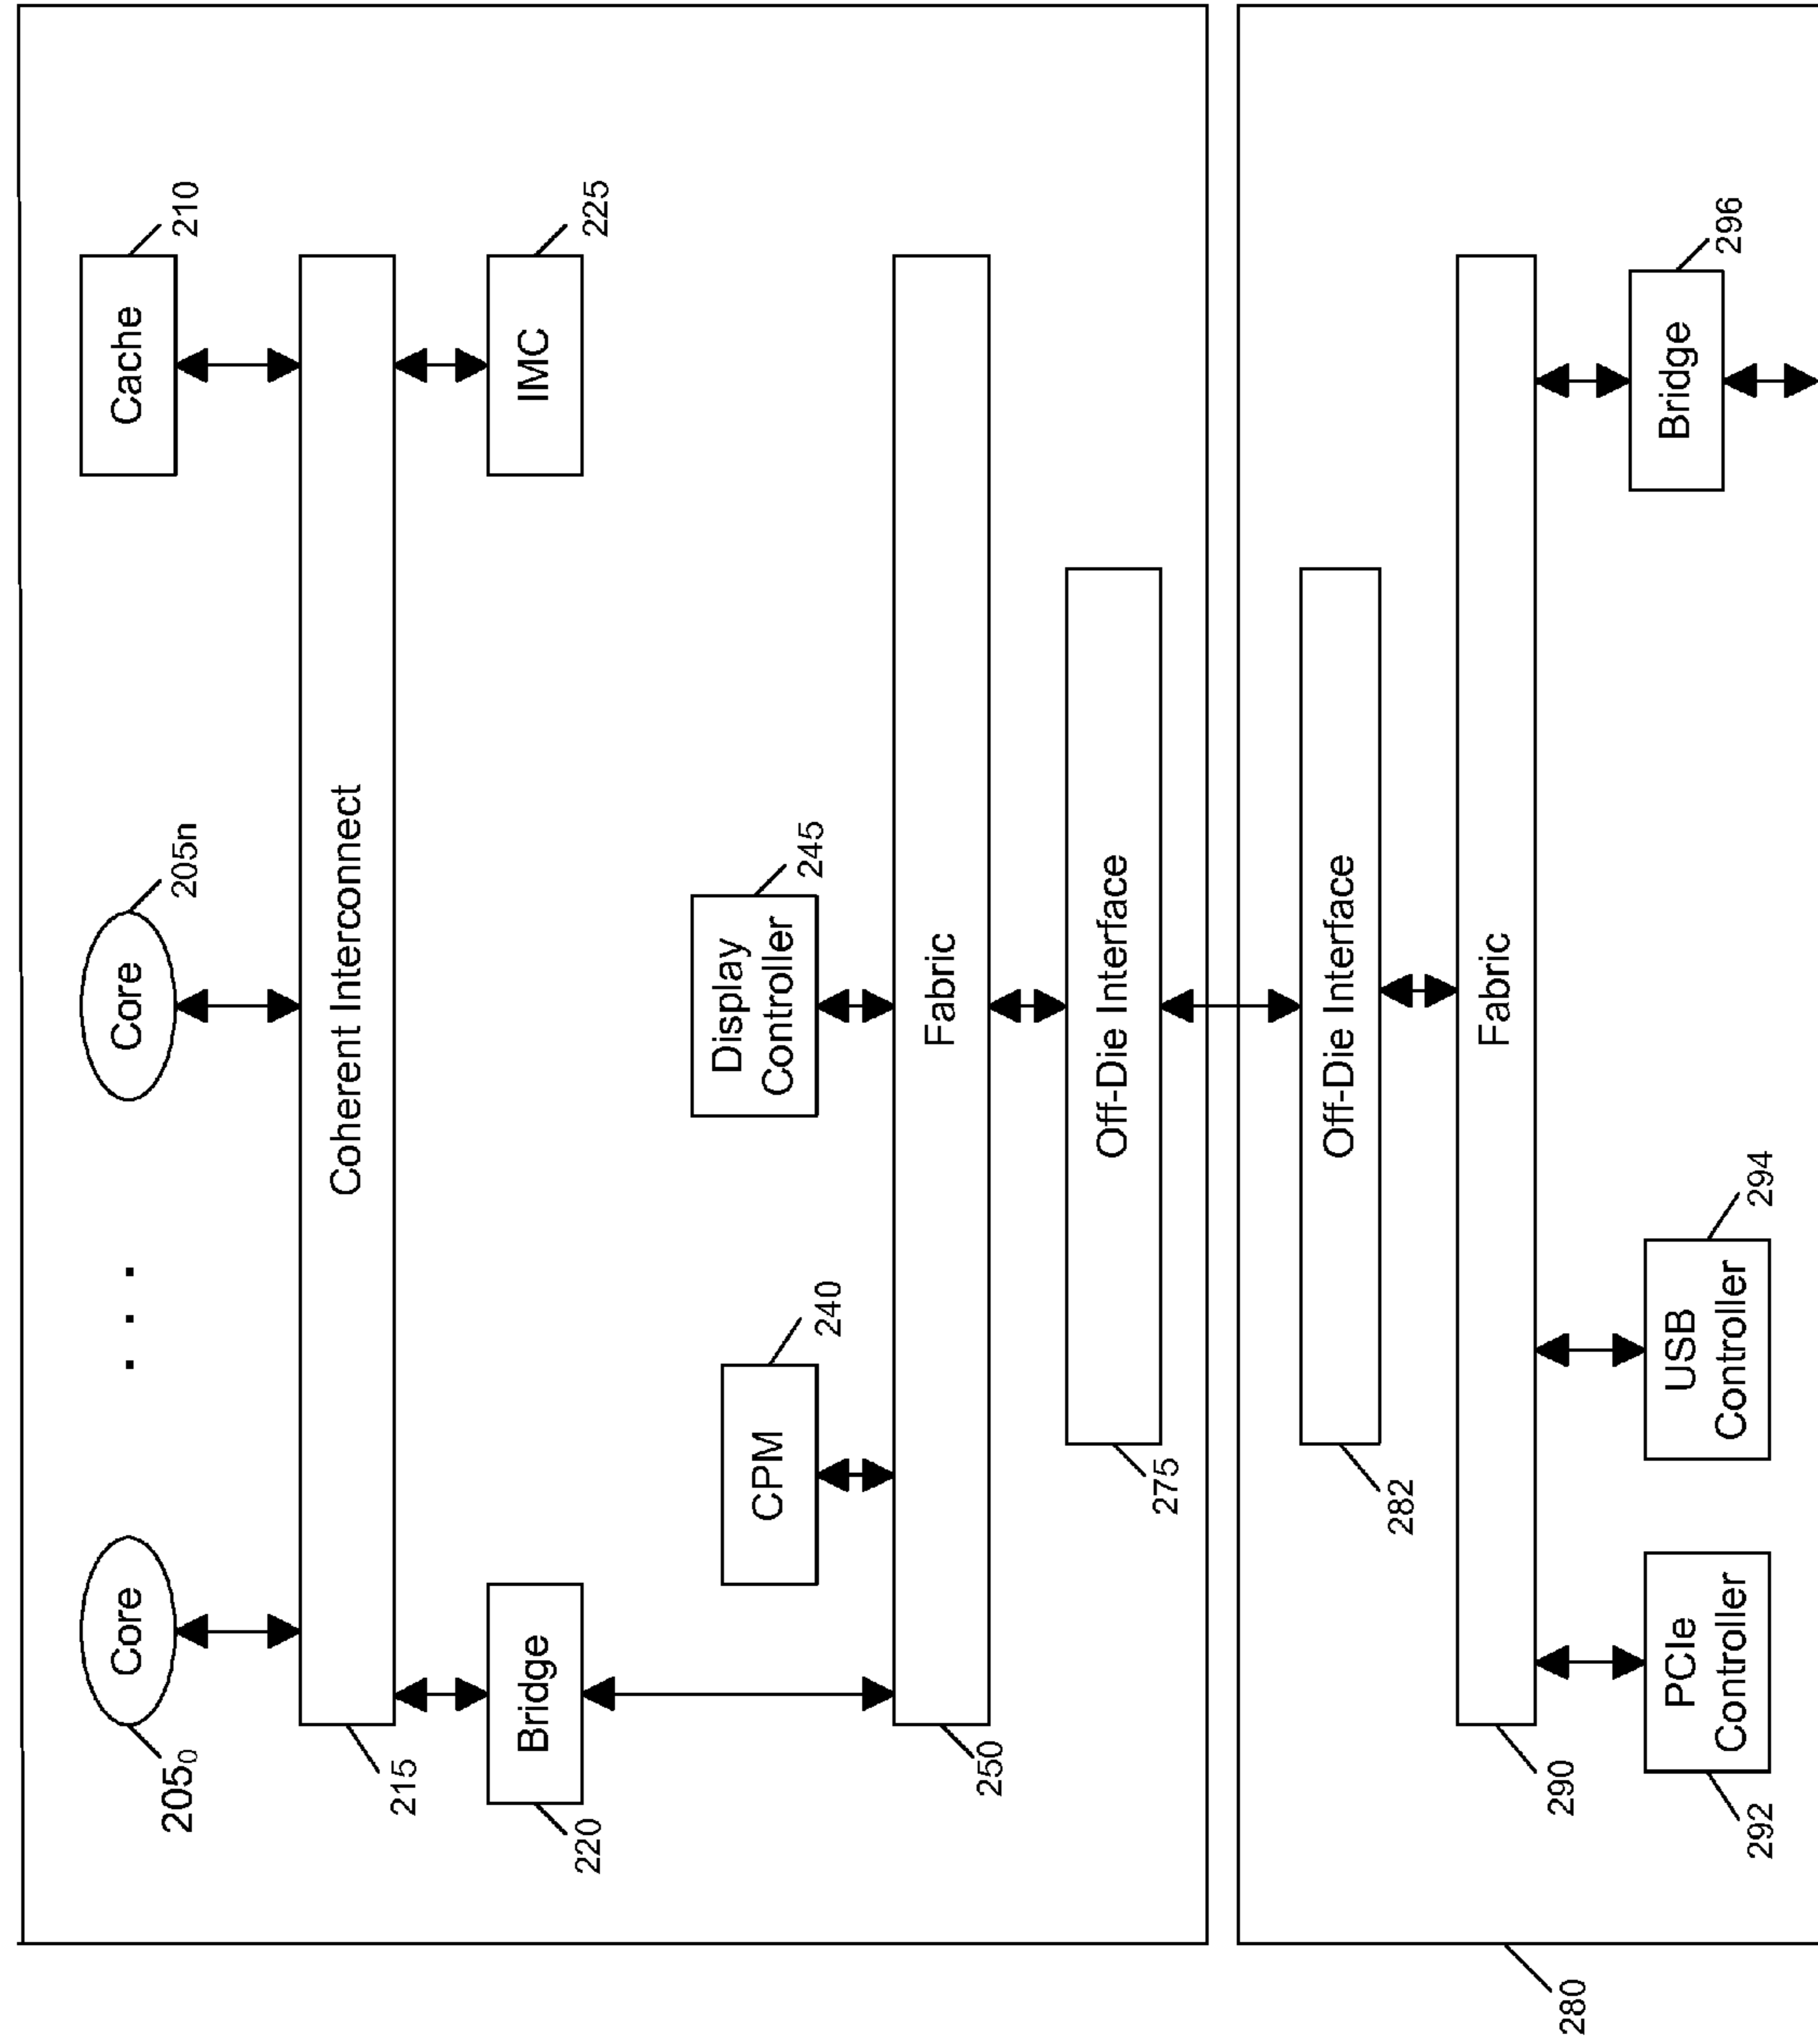 Core
205₀
. . .
Core
205n
Cache
210
Coherent Interconnect
215
Bridge
220
IMC
225
CPM
240
Display
Controller
245
Fabric
250
Off-Die Interface
275
Off-Die Interface
282
Fabric
290
PCIe
Controller
292
USB
Controller
294
Bridge
296
280